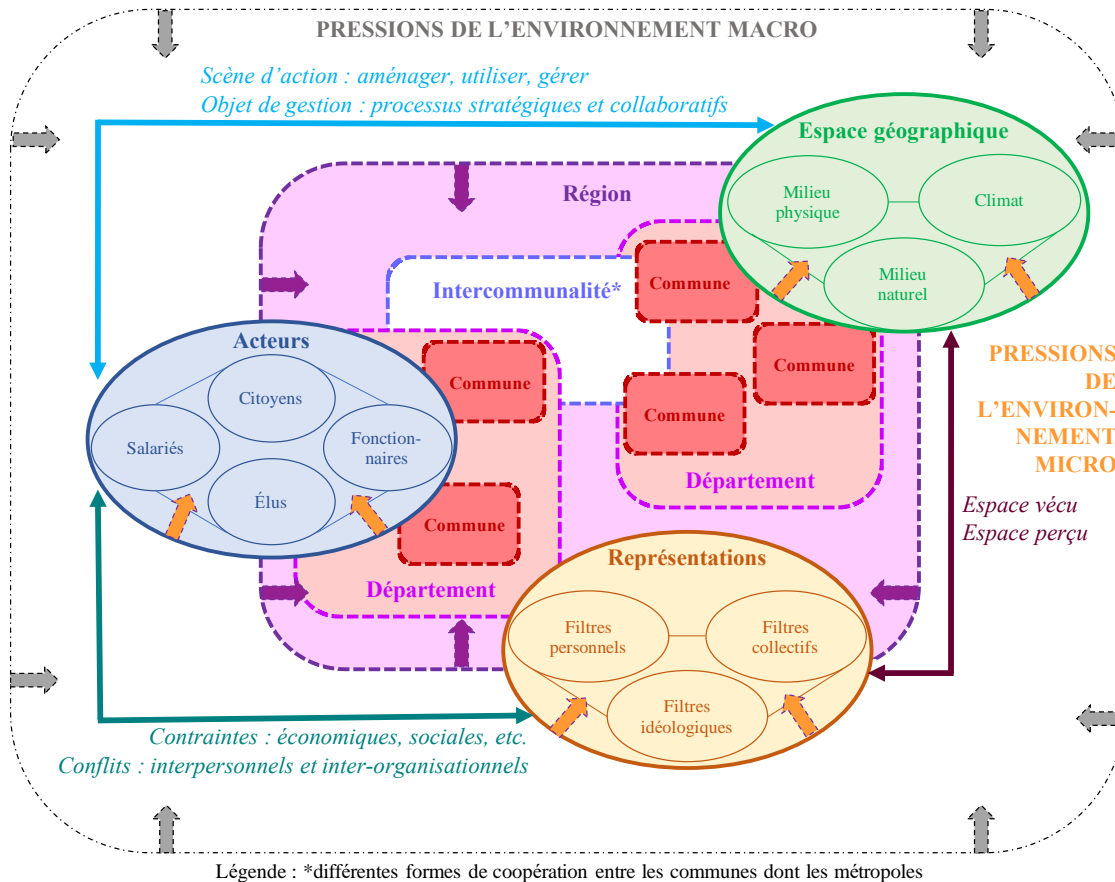 PRESSIONS DE L'ENVIRONNEMENT MACRO
Scène d'action : aménager, utiliser, gérer
Objet de gestion : processus stratégiques et collaboratifs
Espace géographique
Milieu
physique
Climat
Milieu
naturel
Région
Intercommunalité*
Commune
Commune
Commune
Département
Acteurs
Citoyens
Salariés
Fonction-
naires
Élus
Commune
Commune
Département
PRESSIONS
DE
L'ENVIRON-
NEMENT
MICRO
Espace vécu
Espace perçu
Représentations
Filtres
personnels
Filtres
collectifs
Filtres
idéologiques
Contraintes : économiques, sociales, etc.
Conflits : interpersonnels et inter-organisationnels
Légende : *différentes formes de coopération entre les communes dont les métropoles